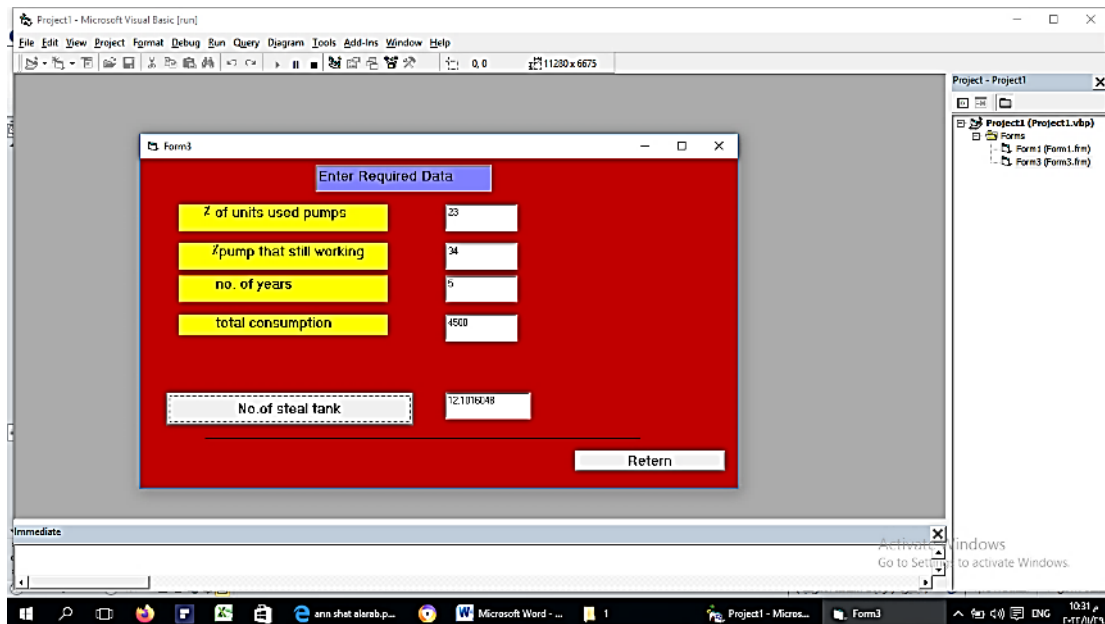 Project1 - Microsoft Visual Basic [run]
File Edit View Project Format Debug Run Query Diagram Tools Add-Ins Window Help
0, 0 11280 x 6675
Project - Project1
Project1 (Project1.vbp)
Forms
Form1 (Form1.frm)
Form3 (Form3.frm)
Form3
Enter Required Data
% of units used pumps 23
%pump that still working 34
no. of years 5
total consumption 4500
No.of steal tank 12.1016048
Retern
Immediate
Activate Windows
Go to Settings to activate Windows.
ann shat alarab.p... Microsoft Word - ... 1 Project1 - Micros... Form3 ENG 10:31 م
٢٠٢٢/١١/٢٩